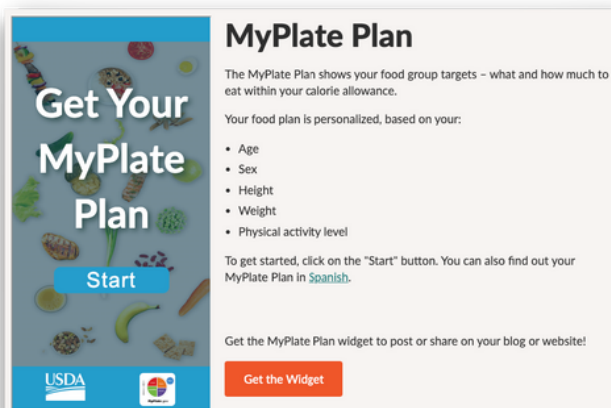 Get Your
MyPlate
Plan
Start
USDA
MyPlate Plan
The MyPlate Plan shows your food group targets – what and how much to
eat within your calorie allowance.
Your food plan is personalized, based on your:
• Age
• Sex
• Height
• Weight
• Physical activity level
To get started, click on the "Start" button. You can also find out your
MyPlate Plan in Spanish.
Get the MyPlate Plan widget to post or share on your blog or website!
Get the Widget